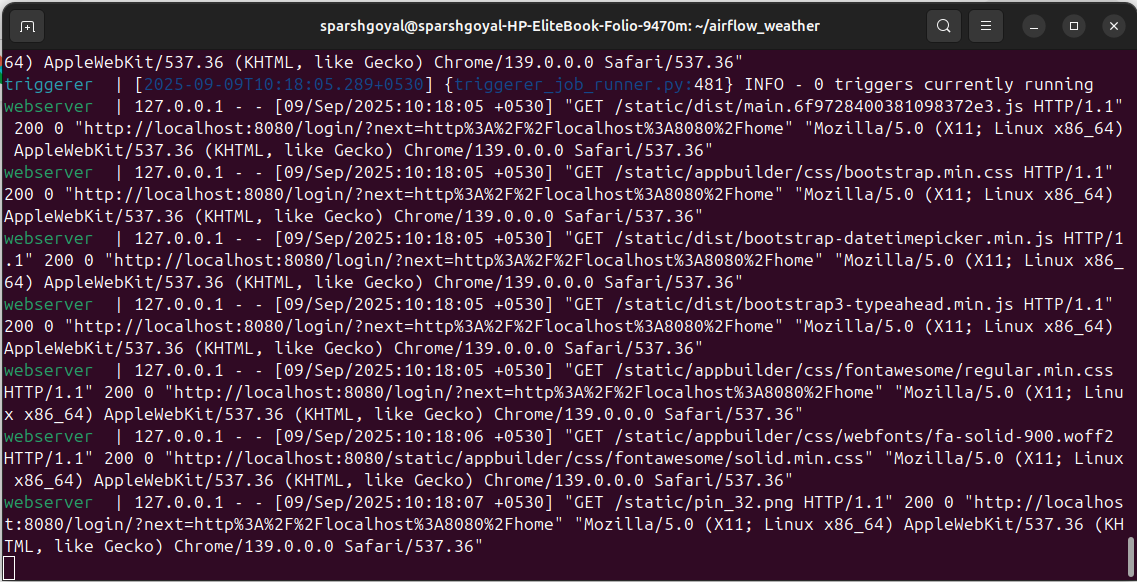 sparshgoyal@sparshgoyal-HP-EliteBook-Folio-9470m: ~/airflow_weather
64) AppleWebKit/537.36 (KHTML, like Gecko) Chrome/139.0.0.0 Safari/537.36"
triggerer  | [2025-09-09T10:18:05.289+0530] {triggerer_job_runner.py:481} INFO - 0 triggers currently running
webserver  | 127.0.0.1 - - [09/Sep/2025:10:18:05 +0530] "GET /static/dist/main.6f9728400381098372e3.js HTTP/1.1"
 200 0 "http://localhost:8080/login/?next=http%3A%2F%2Flocalhost%3A8080%2Fhome" "Mozilla/5.0 (X11; Linux x86_64)
 AppleWebKit/537.36 (KHTML, like Gecko) Chrome/139.0.0.0 Safari/537.36"
webserver  | 127.0.0.1 - - [09/Sep/2025:10:18:05 +0530] "GET /static/appbuilder/css/bootstrap.min.css HTTP/1.1"
200 0 "http://localhost:8080/login/?next=http%3A%2F%2Flocalhost%3A8080%2Fhome" "Mozilla/5.0 (X11; Linux x86_64)
AppleWebKit/537.36 (KHTML, like Gecko) Chrome/139.0.0.0 Safari/537.36"
webserver  | 127.0.0.1 - - [09/Sep/2025:10:18:05 +0530] "GET /static/dist/bootstrap-datetimepicker.min.js HTTP/1
.1" 200 0 "http://localhost:8080/login/?next=http%3A%2F%2Flocalhost%3A8080%2Fhome" "Mozilla/5.0 (X11; Linux x86_
64) AppleWebKit/537.36 (KHTML, like Gecko) Chrome/139.0.0.0 Safari/537.36"
webserver  | 127.0.0.1 - - [09/Sep/2025:10:18:05 +0530] "GET /static/dist/bootstrap3-typeahead.min.js HTTP/1.1"
200 0 "http://localhost:8080/login/?next=http%3A%2F%2Flocalhost%3A8080%2Fhome" "Mozilla/5.0 (X11; Linux x86_64)
AppleWebKit/537.36 (KHTML, like Gecko) Chrome/139.0.0.0 Safari/537.36"
webserver  | 127.0.0.1 - - [09/Sep/2025:10:18:05 +0530] "GET /static/appbuilder/css/fontawesome/regular.min.css
HTTP/1.1" 200 0 "http://localhost:8080/login/?next=http%3A%2F%2Flocalhost%3A8080%2Fhome" "Mozilla/5.0 (X11; Linu
x x86_64) AppleWebKit/537.36 (KHTML, like Gecko) Chrome/139.0.0.0 Safari/537.36"
webserver  | 127.0.0.1 - - [09/Sep/2025:10:18:06 +0530] "GET /static/appbuilder/css/webfonts/fa-solid-900.woff2
HTTP/1.1" 200 0 "http://localhost:8080/static/appbuilder/css/fontawesome/solid.min.css" "Mozilla/5.0 (X11; Linux
 x86_64) AppleWebKit/537.36 (KHTML, like Gecko) Chrome/139.0.0.0 Safari/537.36"
webserver  | 127.0.0.1 - - [09/Sep/2025:10:18:07 +0530] "GET /static/pin_32.png HTTP/1.1" 200 0 "http://localhos
t:8080/login/?next=http%3A%2F%2Flocalhost%3A8080%2Fhome" "Mozilla/5.0 (X11; Linux x86_64) AppleWebKit/537.36 (KH
TML, like Gecko) Chrome/139.0.0.0 Safari/537.36"